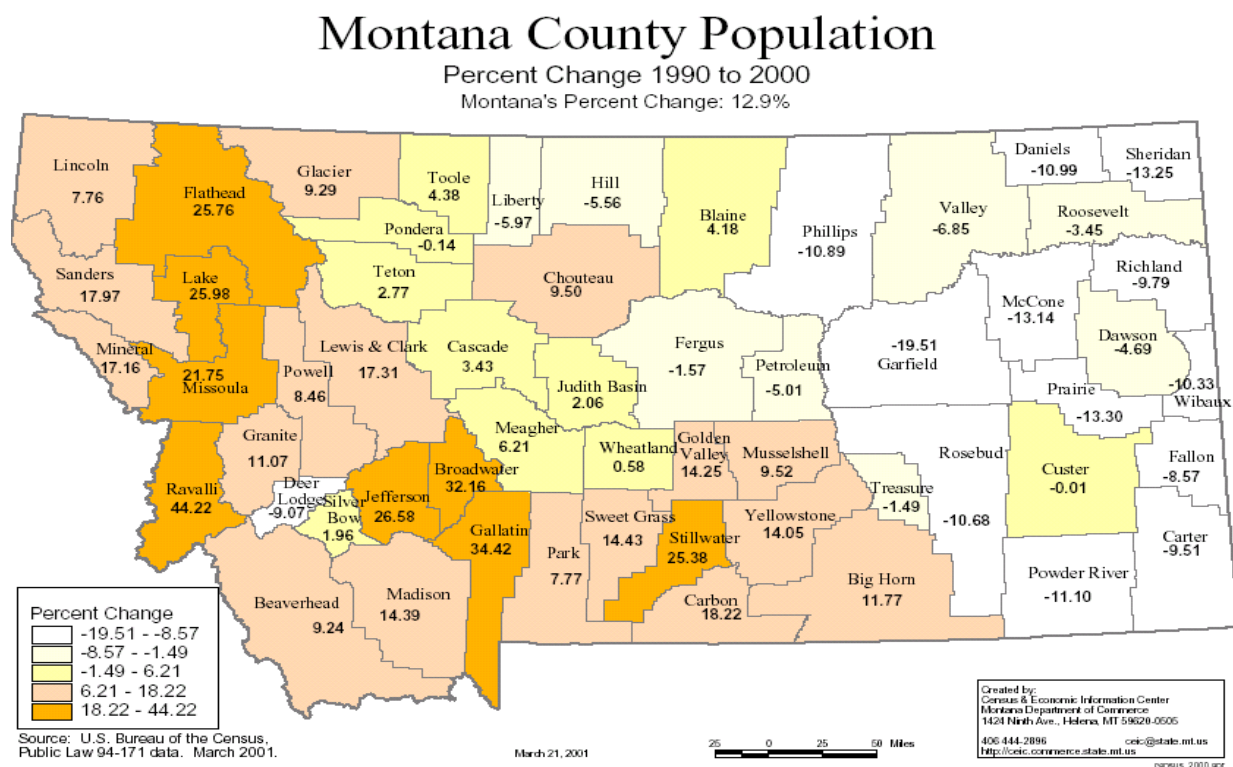 Montana County Population
Percent Change 1990 to 2000
Montana's Percent Change: 12.9%
Lincoln
7.76
Flathead
25.76
Glacier
9.29
Toole
4.38
Liberty
-5.97
Hill
-5.56
Blaine
4.18
Phillips
-10.89
Valley
-6.85
Daniels
-10.99
Sheridan
-13.25
Roosevelt
-3.45
Pondera
-0.14
Teton
2.77
Chouteau
9.50
Sanders
17.97
Lake
25.98
Richland
-9.79
McCone
-13.14
Dawson
-4.69
Mineral
17.16
21.75
Missoula
Powell
8.46
Lewis & Clark
17.31
Cascade
3.43
Judith Basin
2.06
Fergus
-1.57
Petroleum
-5.01
-19.51
Garfield
Prairie
-13.30
-10.33
Wibaux
Ravalli
44.22
Granite
11.07
Meagher
6.21
Wheatland
0.58
Golden
Valley
14.25
Musselshell
9.52
Rosebud
-10.68
Custer
-0.01
Fallon
-8.57
Deer
Lodge
-9.07
Silver
Bow
1.96
Jefferson
26.58
Broadwater
32.16
Gallatin
34.42
Park
7.77
Sweet Grass
14.43
Stillwater
25.38
Yellowstone
14.05
Treasure
-1.49
Carter
-9.51
Beaverhead
9.24
Madison
14.39
Carbon
18.22
Big Horn
11.77
Powder River
-11.10
Percent Change
-19.51 - -8.57
-8.57 - -1.49
-1.49 - 6.21
6.21 - 18.22
18.22 - 44.22
Source: U.S. Bureau of the Census,
Public Law 94-171 data. March 2001.
March 21, 2001
25 0 25 50 Miles
Created by:
Census & Economic Information Center
Montana Department of Commerce
1424 Ninth Ave., Helena, MT 59620-0505
406 444-2896 ceic@state.mt.us
http://ceic.commerce.state.mt.us